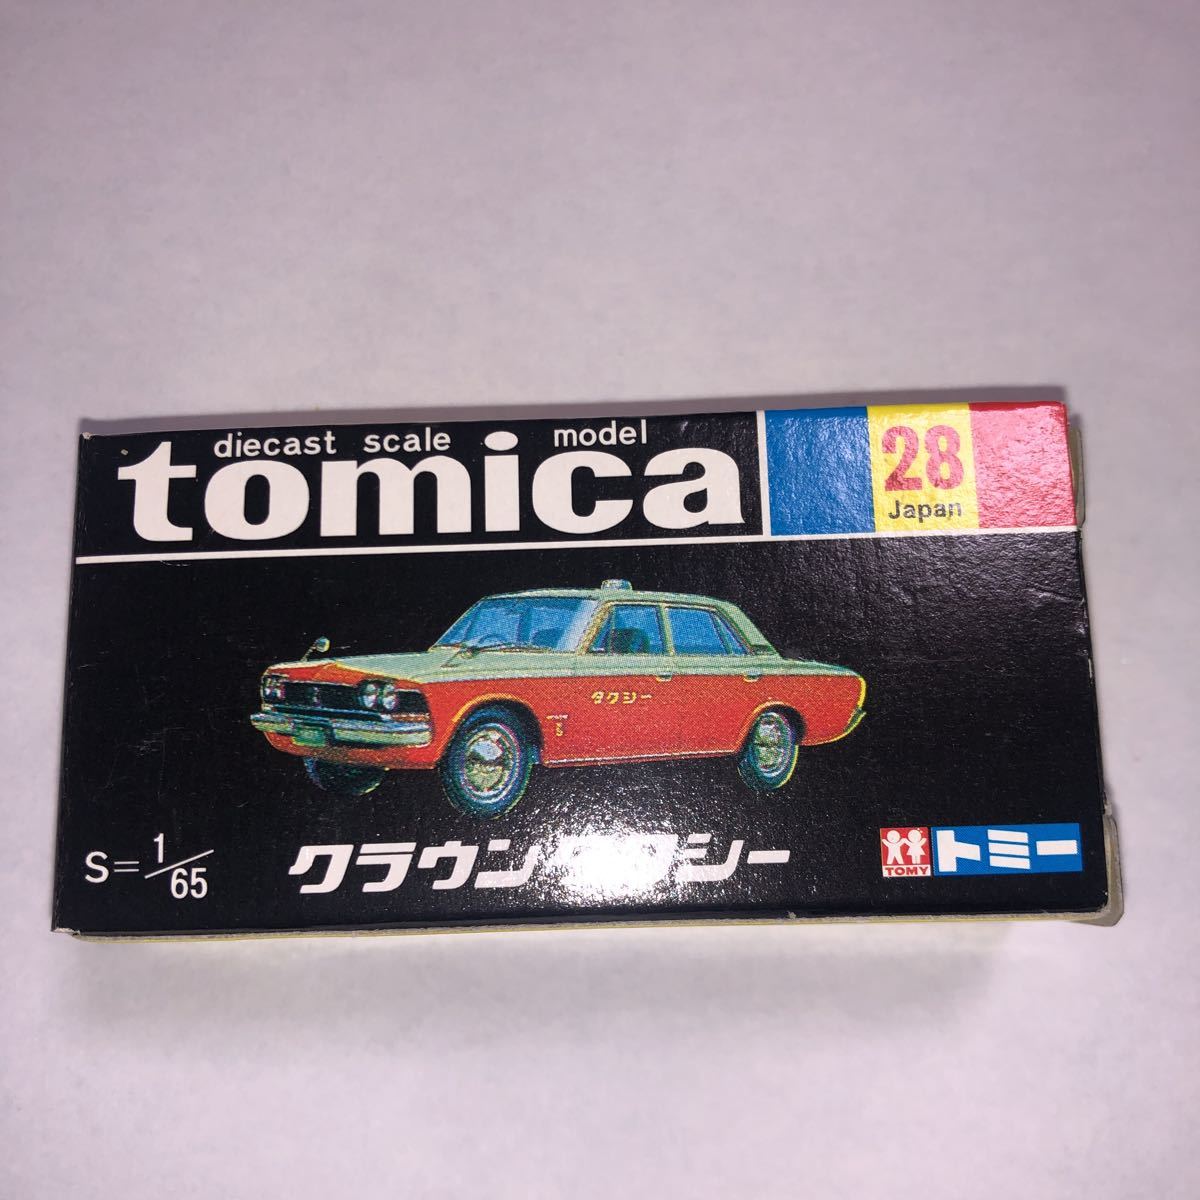 diecast scale model
tomica
28
Japan
タクシー
S=1/65
クラウンタクシー
TOMY
トミー